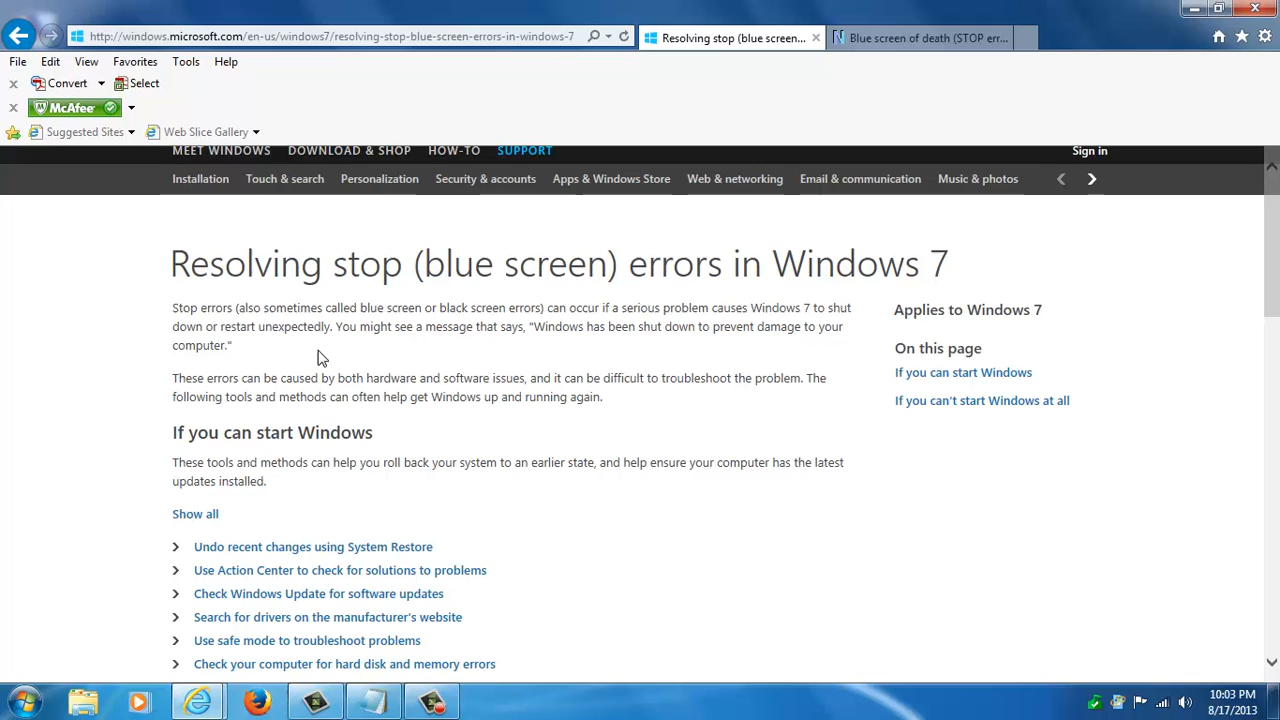 http://windows.microsoft.com/en-us/windows7/resolving-stop-blue-screen-errors-in-windows-7
Resolving stop (blue screen...
Blue screen of death (STOP err...
File Edit View Favorites Tools Help
Convert Select
McAfee
Suggested Sites Web Slice Gallery
MEET WINDOWS DOWNLOAD & SHOP HOW-TO SUPPORT Sign in
Installation Touch & search Personalization Security & accounts Apps & Windows Store Web & networking Email & communication Music & photos
Resolving stop (blue screen) errors in Windows 7
Stop errors (also sometimes called blue screen or black screen errors) can occur if a serious problem causes Windows 7 to shut
down or restart unexpectedly. You might see a message that says, "Windows has been shut down to prevent damage to your
computer."
These errors can be caused by both hardware and software issues, and it can be difficult to troubleshoot the problem. The
following tools and methods can often help get Windows up and running again.
If you can start Windows
These tools and methods can help you roll back your system to an earlier state, and help ensure your computer has the latest
updates installed.
Show all
Undo recent changes using System Restore
Use Action Center to check for solutions to problems
Check Windows Update for software updates
Search for drivers on the manufacturer's website
Use safe mode to troubleshoot problems
Check your computer for hard disk and memory errors
Applies to Windows 7
On this page
If you can start Windows
If you can't start Windows at all
10:03 PM
8/17/2013